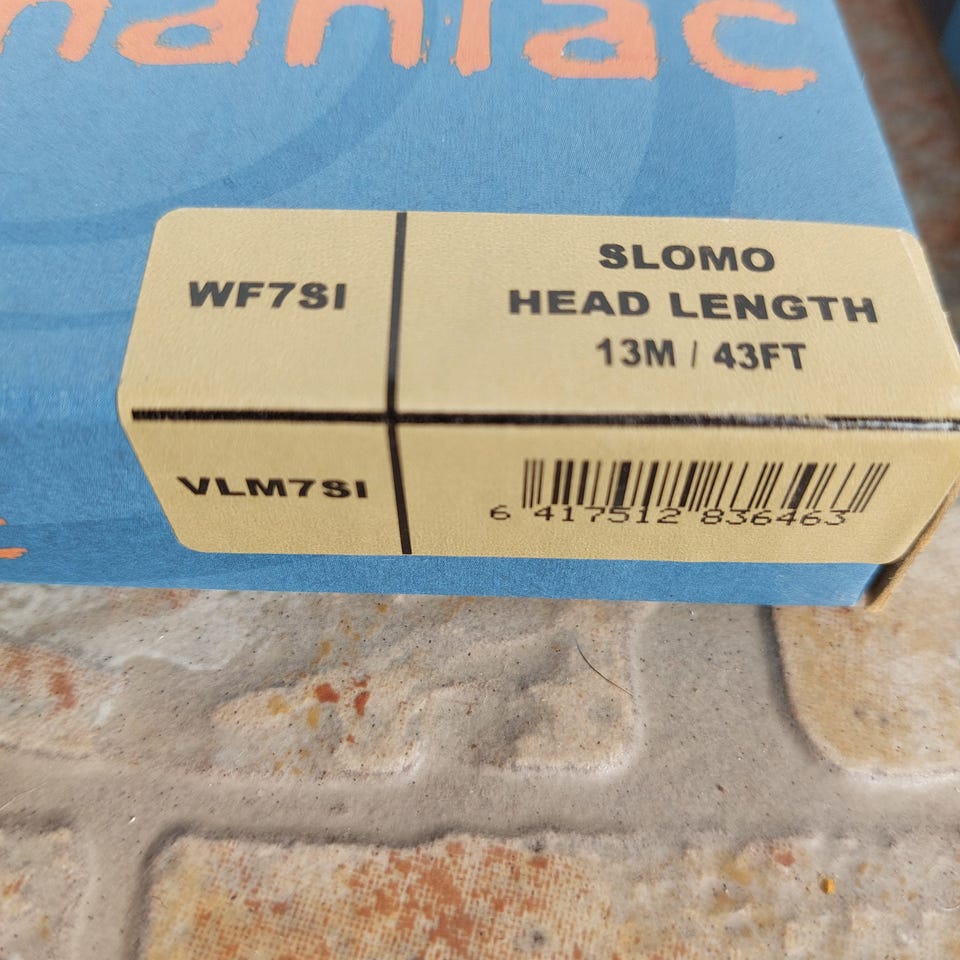 maniac
WF7SI
SLOMO
HEAD LENGTH
13M / 43FT
VLM7SI
6 417512 836463